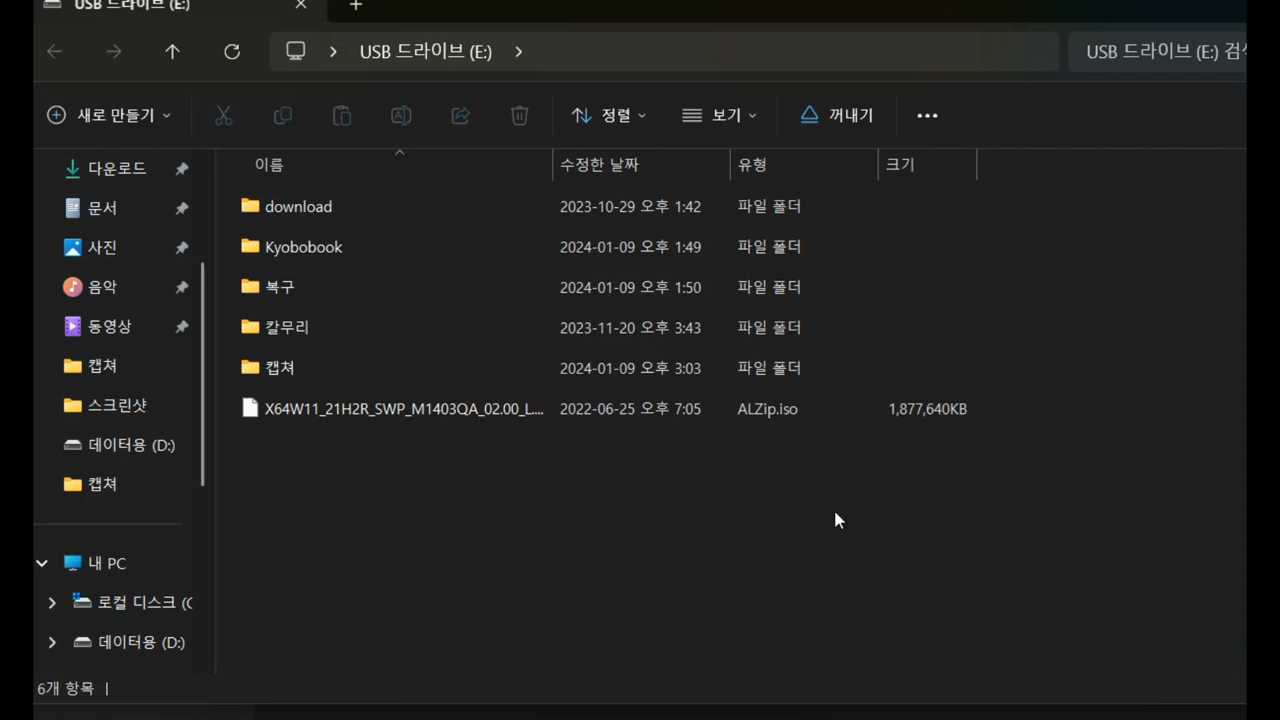 USB 드라이브 (E:)
USB 드라이브 (E:)
USB 드라이브 (E:)
새로 만들기
정렬
보기
꺼내기
이름
수정한 날짜
유형
크기
다운로드
문서
사진
음악
동영상
캡쳐
스크린샷
데이터용 (D:)
캡쳐
내 PC
로컬 디스크
데이터용 (D:)
download 2023-10-29 오후 1:42 파일 폴더
Kyobobook 2024-01-09 오후 1:49 파일 폴더
복구 2024-01-09 오후 1:50 파일 폴더
칼무리 2023-11-20 오후 3:43 파일 폴더
캡쳐 2024-01-09 오후 3:03 파일 폴더
X64W11_21H2R_SWP_M1403QA_02.00_L... 2022-06-25 오후 7:05 ALZip.iso 1,877,640KB
6개 항목